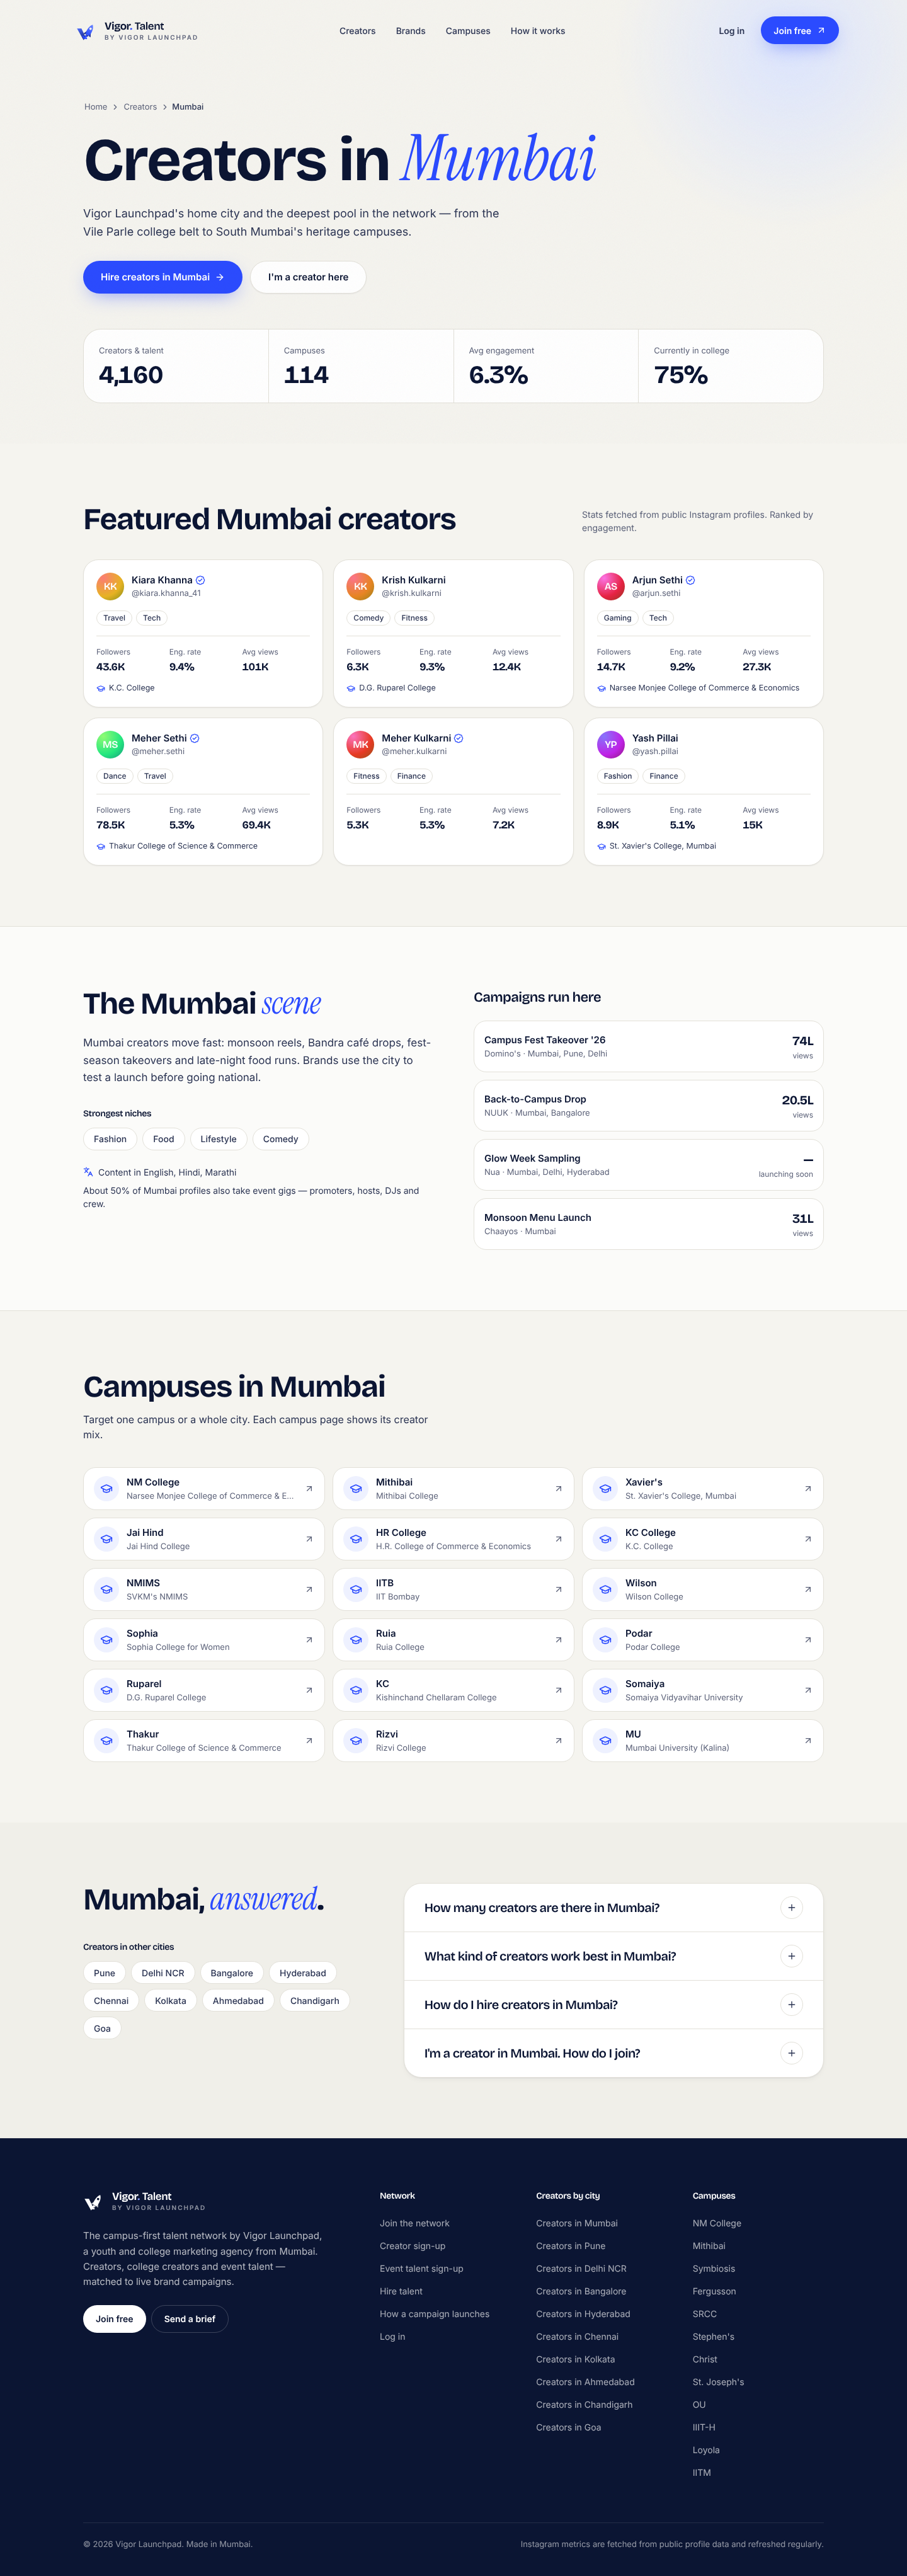 Vigor. Talent
BY VIGOR LAUNCHPAD
Creators
Brands
Campuses
How it works
Log in
Join free
Home
Creators
Mumbai
Creators in Mumbai
Vigor Launchpad's home city and the deepest pool in the network — from the
Vile Parle college belt to South Mumbai's heritage campuses.
Hire creators in Mumbai
I'm a creator here
Creators & talent
4,160
Campuses
114
Avg engagement
6.3%
Currently in college
75%
Featured Mumbai creators
Stats fetched from public Instagram profiles. Ranked by
engagement.
KK
Kiara Khanna
@kiara.khanna_41
Travel
Tech
Followers
43.6K
Eng. rate
9.4%
Avg views
101K
K.C. College
KK
Krish Kulkarni
@krish.kulkarni
Comedy
Fitness
Followers
6.3K
Eng. rate
9.3%
Avg views
12.4K
D.G. Ruparel College
AS
Arjun Sethi
@arjun.sethi
Gaming
Tech
Followers
14.7K
Eng. rate
9.2%
Avg views
27.3K
Narsee Monjee College of Commerce & Economics
MS
Meher Sethi
@meher.sethi
Dance
Travel
Followers
78.5K
Eng. rate
5.3%
Avg views
69.4K
Thakur College of Science & Commerce
MK
Meher Kulkarni
@meher.kulkarni
Fitness
Finance
Followers
5.3K
Eng. rate
5.3%
Avg views
7.2K
YP
Yash Pillai
@yash.pillai
Fashion
Finance
Followers
8.9K
Eng. rate
5.1%
Avg views
15K
St. Xavier's College, Mumbai
The Mumbai scene
Mumbai creators move fast: monsoon reels, Bandra café drops, fest-
season takeovers and late-night food runs. Brands use the city to
test a launch before going national.
Strongest niches
Fashion
Food
Lifestyle
Comedy
Content in English, Hindi, Marathi
About 50% of Mumbai profiles also take event gigs — promoters, hosts, DJs and
crew.
Campaigns run here
Campus Fest Takeover '26
Domino's · Mumbai, Pune, Delhi
74L
views
Back-to-Campus Drop
NUUK · Mumbai, Bangalore
20.5L
views
Glow Week Sampling
Nua · Mumbai, Delhi, Hyderabad
—
launching soon
Monsoon Menu Launch
Chaayos · Mumbai
31L
views
Campuses in Mumbai
Target one campus or a whole city. Each campus page shows its creator
mix.
NM College
Narsee Monjee College of Commerce & E...
Mithibai
Mithibai College
Xavier's
St. Xavier's College, Mumbai
Jai Hind
Jai Hind College
HR College
H.R. College of Commerce & Economics
KC College
K.C. College
NMIMS
SVKM's NMIMS
IITB
IIT Bombay
Wilson
Wilson College
Sophia
Sophia College for Women
Ruia
Ruia College
Podar
Podar College
Ruparel
D.G. Ruparel College
KC
Kishinchand Chellaram College
Somaiya
Somaiya Vidyavihar University
Thakur
Thakur College of Science & Commerce
Rizvi
Rizvi College
MU
Mumbai University (Kalina)
Mumbai, answered.
Creators in other cities
Pune
Delhi NCR
Bangalore
Hyderabad
Chennai
Kolkata
Ahmedabad
Chandigarh
Goa
How many creators are there in Mumbai?
What kind of creators work best in Mumbai?
How do I hire creators in Mumbai?
I'm a creator in Mumbai. How do I join?
Vigor. Talent
BY VIGOR LAUNCHPAD
The campus-first talent network by Vigor Launchpad,
a youth and college marketing agency from Mumbai.
Creators, college creators and event talent —
matched to live brand campaigns.
Join free
Send a brief
Network
Join the network
Creator sign-up
Event talent sign-up
Hire talent
How a campaign launches
Log in
Creators by city
Creators in Mumbai
Creators in Pune
Creators in Delhi NCR
Creators in Bangalore
Creators in Hyderabad
Creators in Chennai
Creators in Kolkata
Creators in Ahmedabad
Creators in Chandigarh
Creators in Goa
Campuses
NM College
Mithibai
Symbiosis
Fergusson
SRCC
Stephen's
Christ
St. Joseph's
OU
IIIT-H
Loyola
IITM
© 2026 Vigor Launchpad. Made in Mumbai.
Instagram metrics are fetched from public profile data and refreshed regularly.